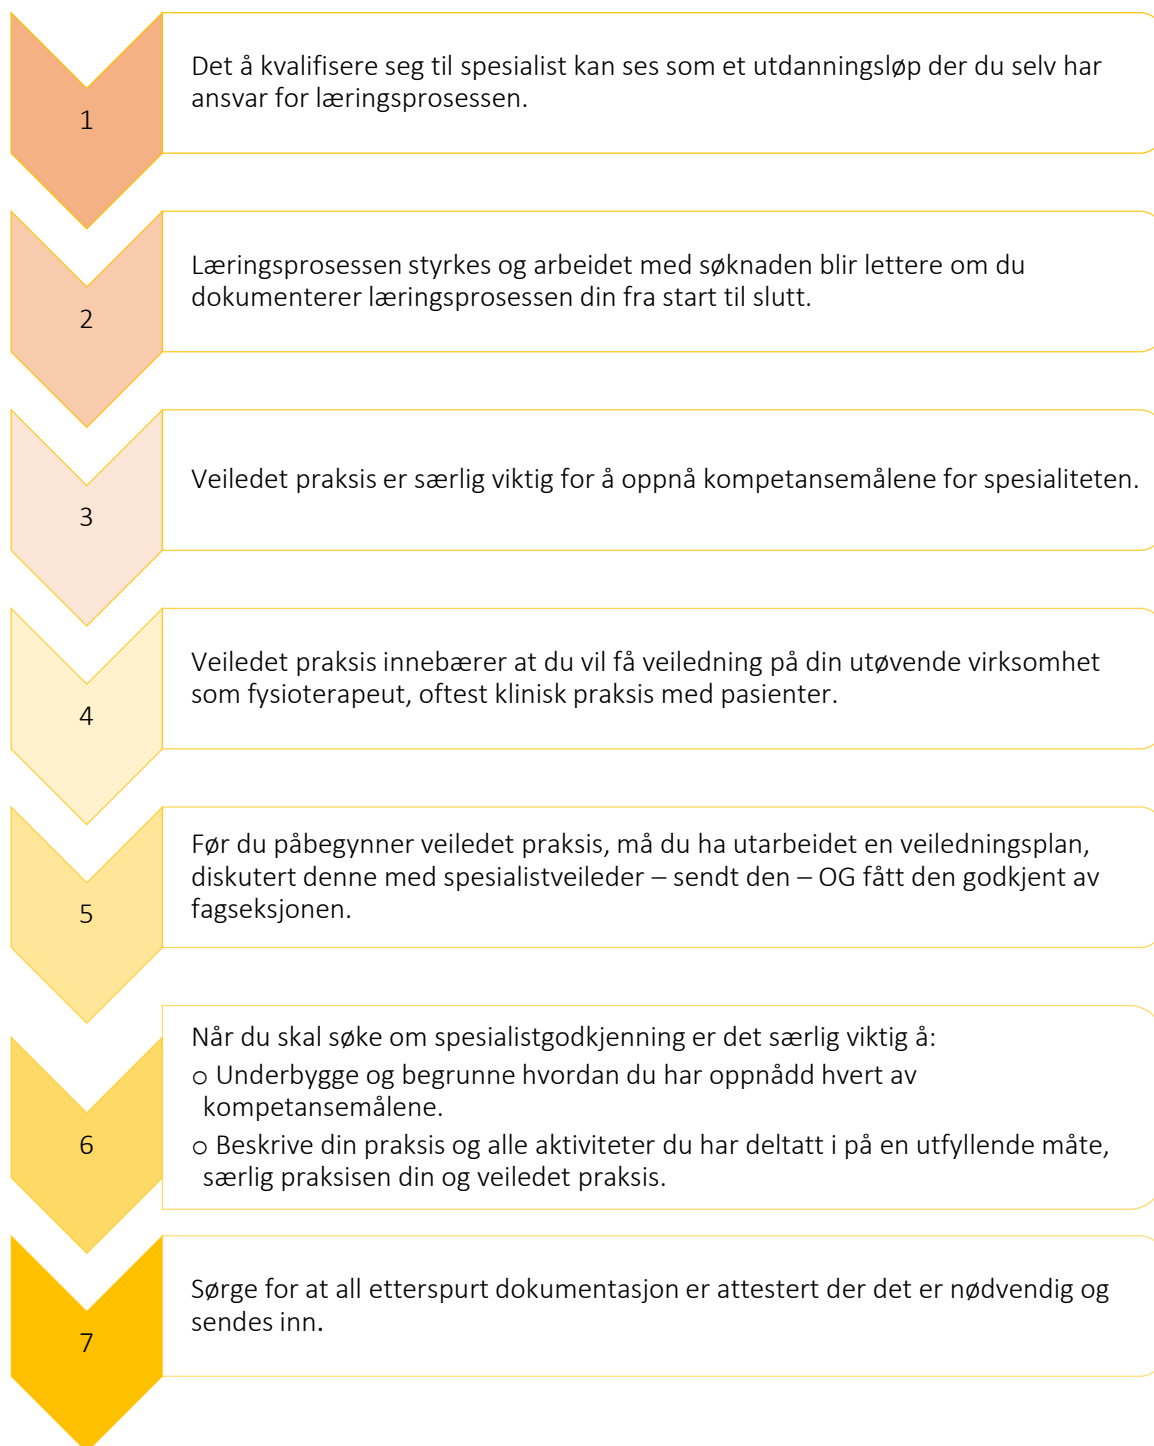 1
Det å kvalifisere seg til spesialist kan ses som et utdanningsløp der du selv har
ansvar for læringsprosessen.
2
Læringsprosessen styrkes og arbeidet med søknaden blir lettere om du
dokumenterer læringsprosessen din fra start til slutt.
3
Veiledet praksis er særlig viktig for å oppnå kompetansemålene for spesialiteten.
4
Veiledet praksis innebærer at du vil få veiledning på din utøvende virksomhet
som fysioterapeut, oftest klinisk praksis med pasienter.
5
Før du påbegynner veiledet praksis, må du ha utarbeidet en veiledningsplan,
diskutert denne med spesialistveileder – sendt den – OG fått den godkjent av
fagseksjonen.
6
Når du skal søke om spesialistgodkjenning er det særlig viktig å:
o Underbygge og begrunne hvordan du har oppnådd hvert av
kompetansemålene.
o Beskrive din praksis og alle aktiviteter du har deltatt i på en utfyllende måte,
særlig praksisen din og veiledet praksis.
7
Sørge for at all etterspurt dokumentasjon er attestert der det er nødvendig og
sendes inn.